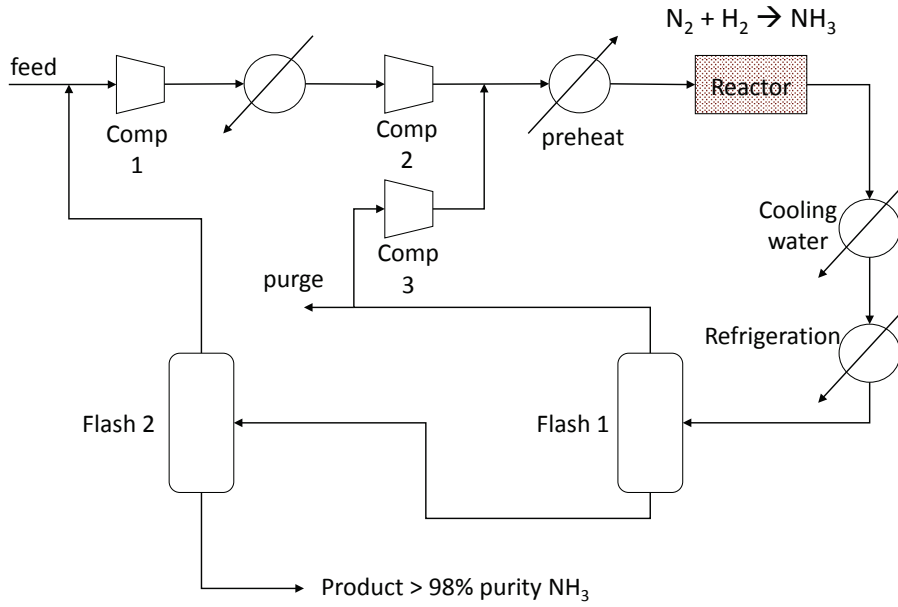 N₂ + H₂ → NH₃
feed
Reactor
Comp
1
Comp
2
preheat
Cooling
water
Comp
3
purge
Refrigeration
Flash 2
Flash 1
Product > 98% purity NH₃